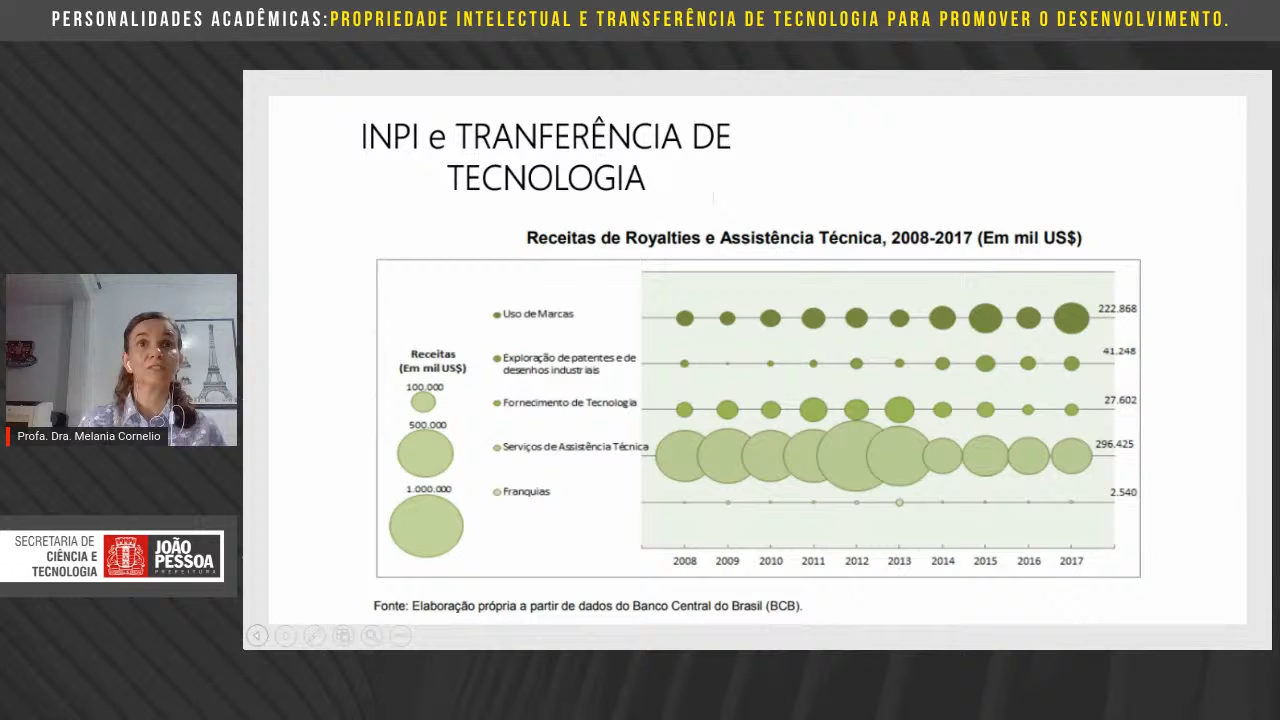 PERSONALIDADES ACADÊMICAS:PROPRIEDADE INTELECTUAL E TRANSFERÊNCIA DE TECNOLOGIA PARA PROMOVER O DESENVOLVIMENTO.
INPI e TRANFERÊNCIA DE
TECNOLOGIA
Receitas de Royalties e Assistência Técnica, 2008-2017 (Em mil US$)
Receitas
(Em mil US$)
100.000
500.000
1.000.000
Uso de Marcas
Exploração de patentes e de
desenhos industriais
Fornecimento de Tecnologia
Serviços de Assistência Técnica
Franquias
222.868
41.248
27.602
296.425
2.540
2008 2009 2010 2011 2012 2013 2014 2015 2016 2017
Fonte: Elaboração própria a partir de dados do Banco Central do Brasil (BCB).
Profa. Dra. Melania Cornelio
SECRETARIA DE
CIÊNCIA E
TECNOLOGIA
JOÃO
PESSOA
PREFEITURA